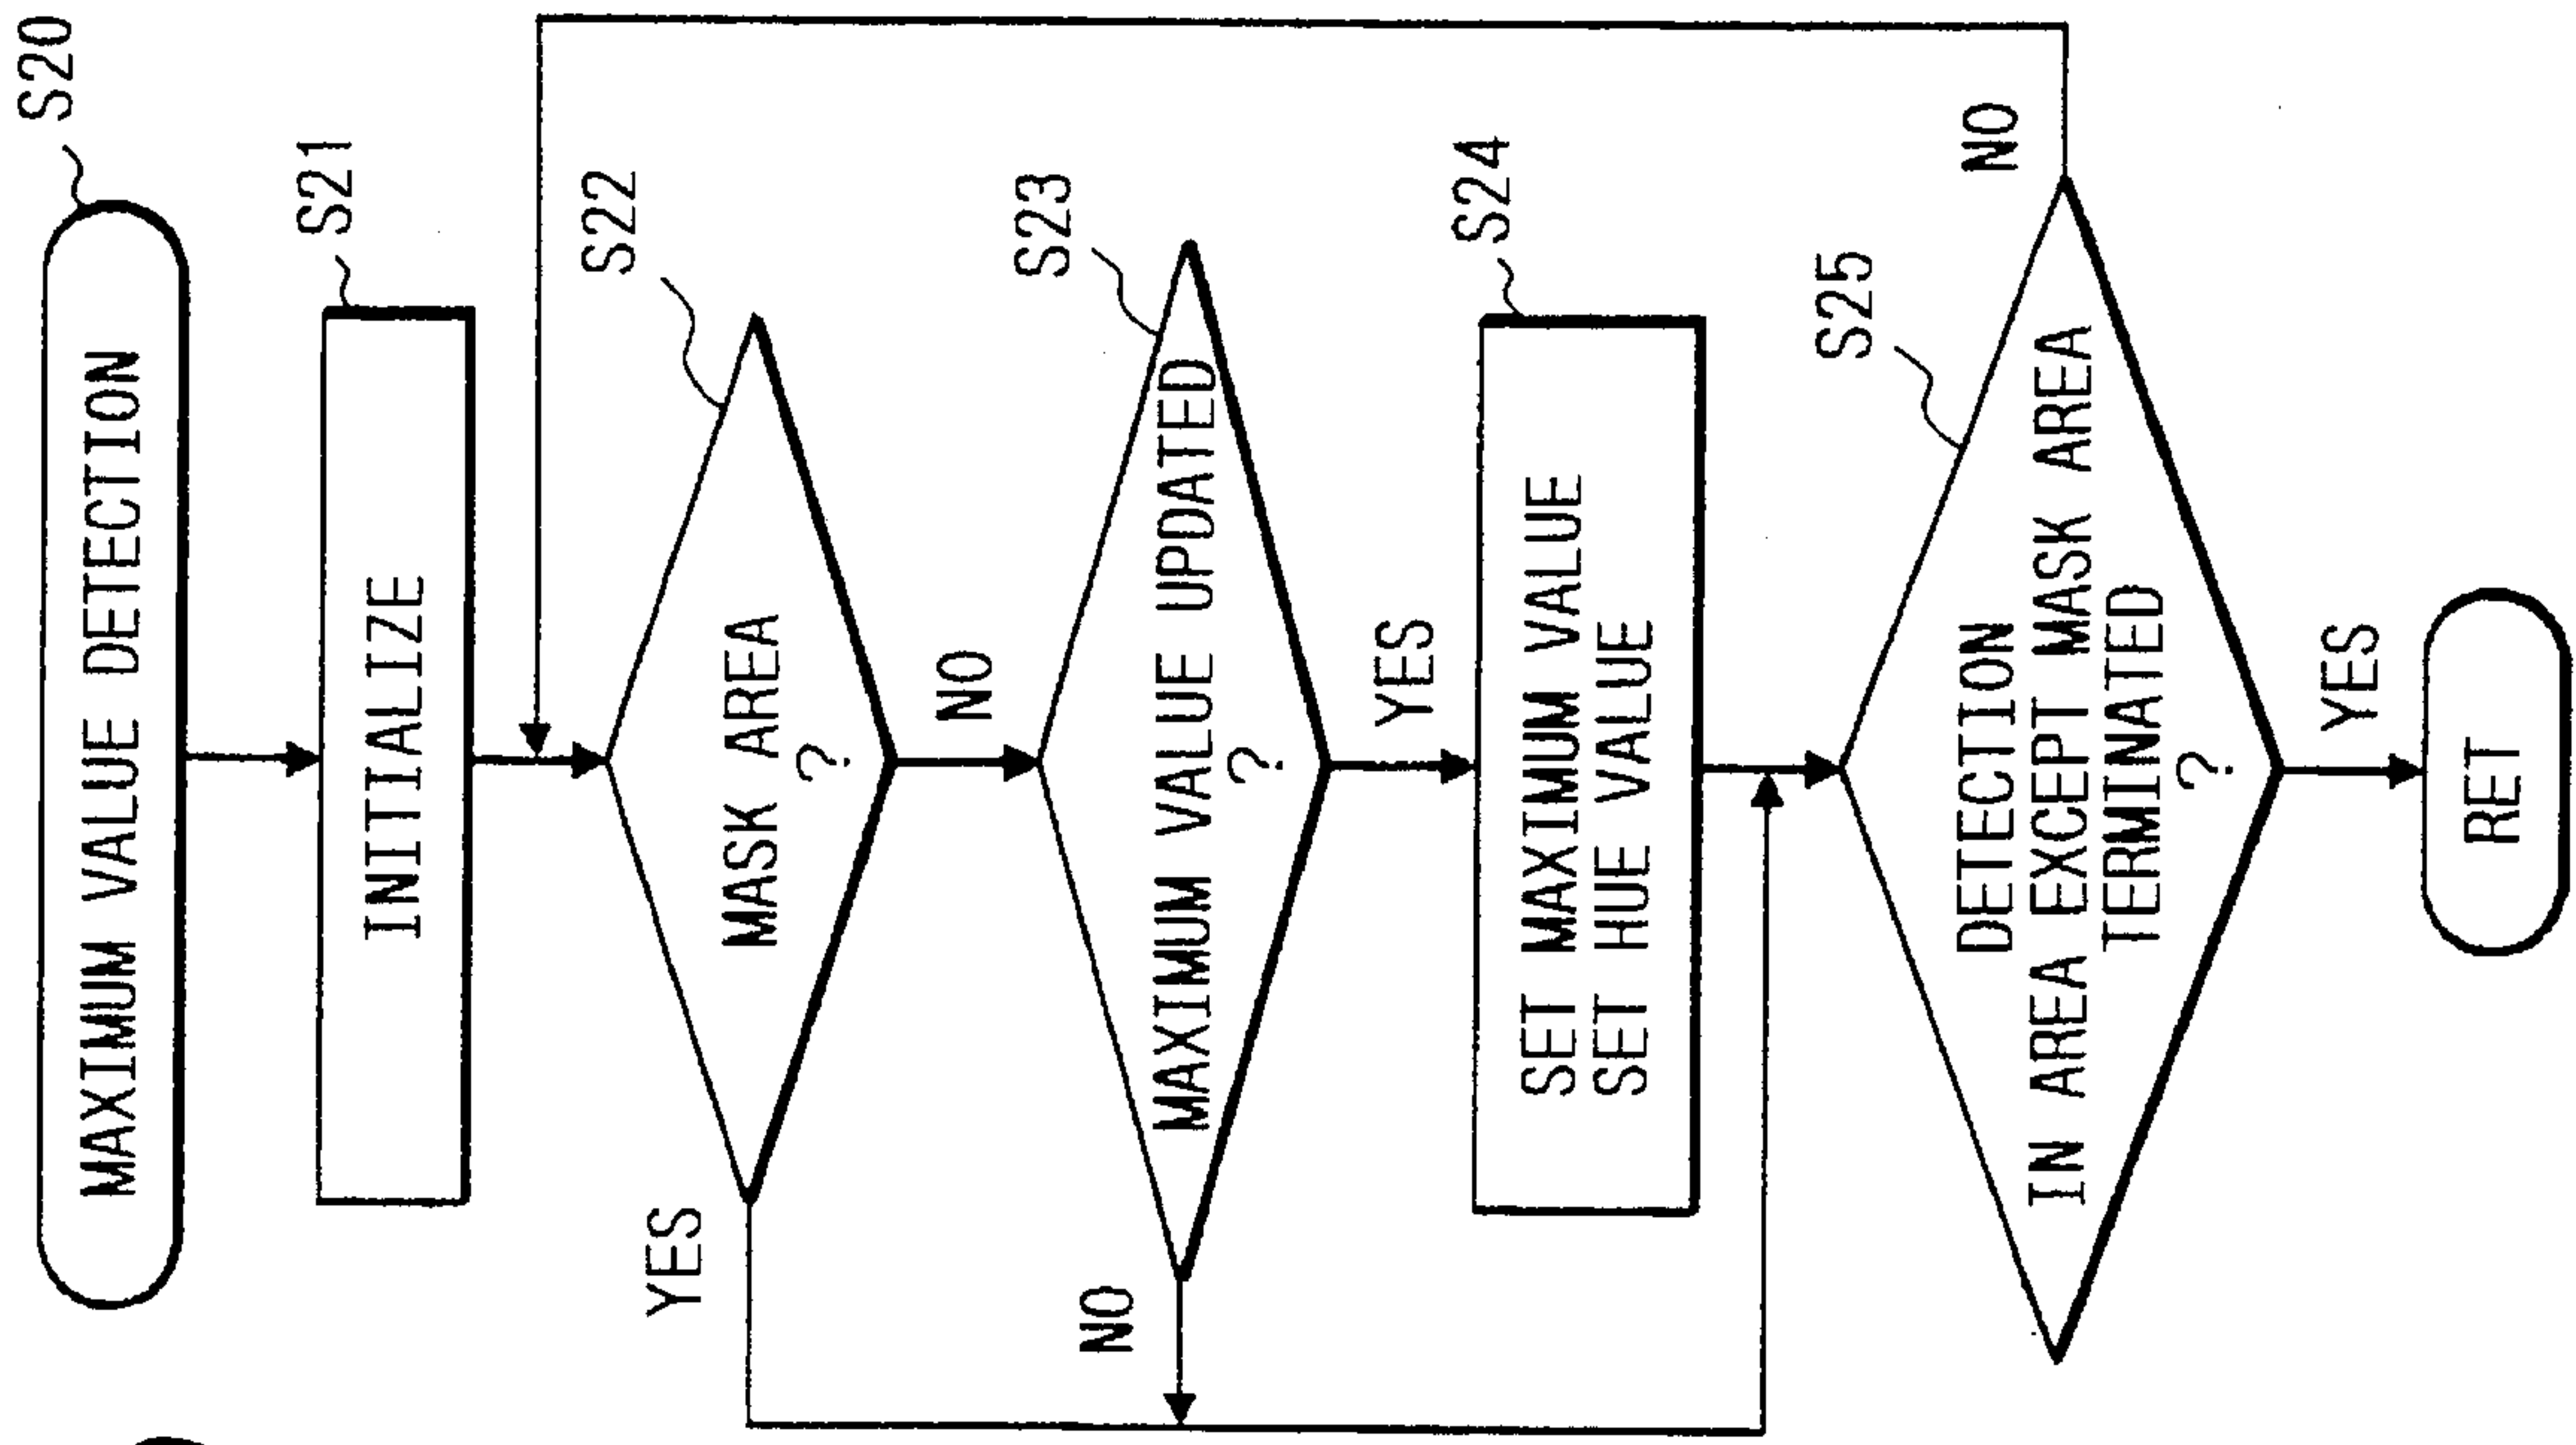 S20
MAXIMUM VALUE DETECTION
S21
INITIALIZE
S22
MASK AREA
?
YES
NO
S23
MAXIMUM VALUE UPDATED
?
NO
YES
S24
SET MAXIMUM VALUE
SET HUE VALUE
S25
DETECTION
IN AREA EXCEPT MASK AREA
TERMINATED
?
NO
YES
RET